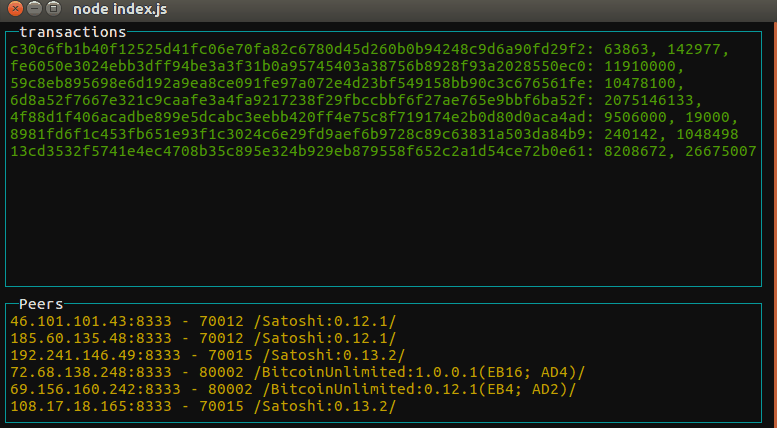 node index.js
transactions
c30c6fb1b40f12525d41fc06e70fa82c6780d45d260b0b94248c9d6a90fd29f2: 63863, 142977,
fe6050e3024ebb3dff94be3a3f31b0a95745403a38756b8928f93a2028550ec0: 11910000,
59c8eb895698e6d192a9ea8ce091fe97a072e4d23bf549158bb90c3c676561fe: 10478100,
6d8a52f7667e321c9caafe3a4fa9217238f29fbccbbf6f27ae765e9bbf6ba52f: 2075146133,
4f88d1f406acadbe899e5dcabc3eebb420ff4e75c8f719174e2b0d80d0aca4ad: 9506000, 19000,
8981fd6f1c453fb651e93f1c3024c6e29fd9aef6b9728c89c63831a503da84b9: 240142, 1048498
13cd3532f5741e4ec4708b35c895e324b929eb879558f652c2a1d54ce72b0e61: 8208672, 26675007
Peers
46.101.101.43:8333 - 70012 /Satoshi:0.12.1/
185.60.135.48:8333 - 70012 /Satoshi:0.12.1/
192.241.146.49:8333 - 70015 /Satoshi:0.13.2/
72.68.138.248:8333 - 80002 /BitcoinUnlimited:1.0.0.1(EB16; AD4)/
69.156.160.242:8333 - 80002 /BitcoinUnlimited:0.12.1(EB4; AD2)/
108.17.18.165:8333 - 70015 /Satoshi:0.13.2/